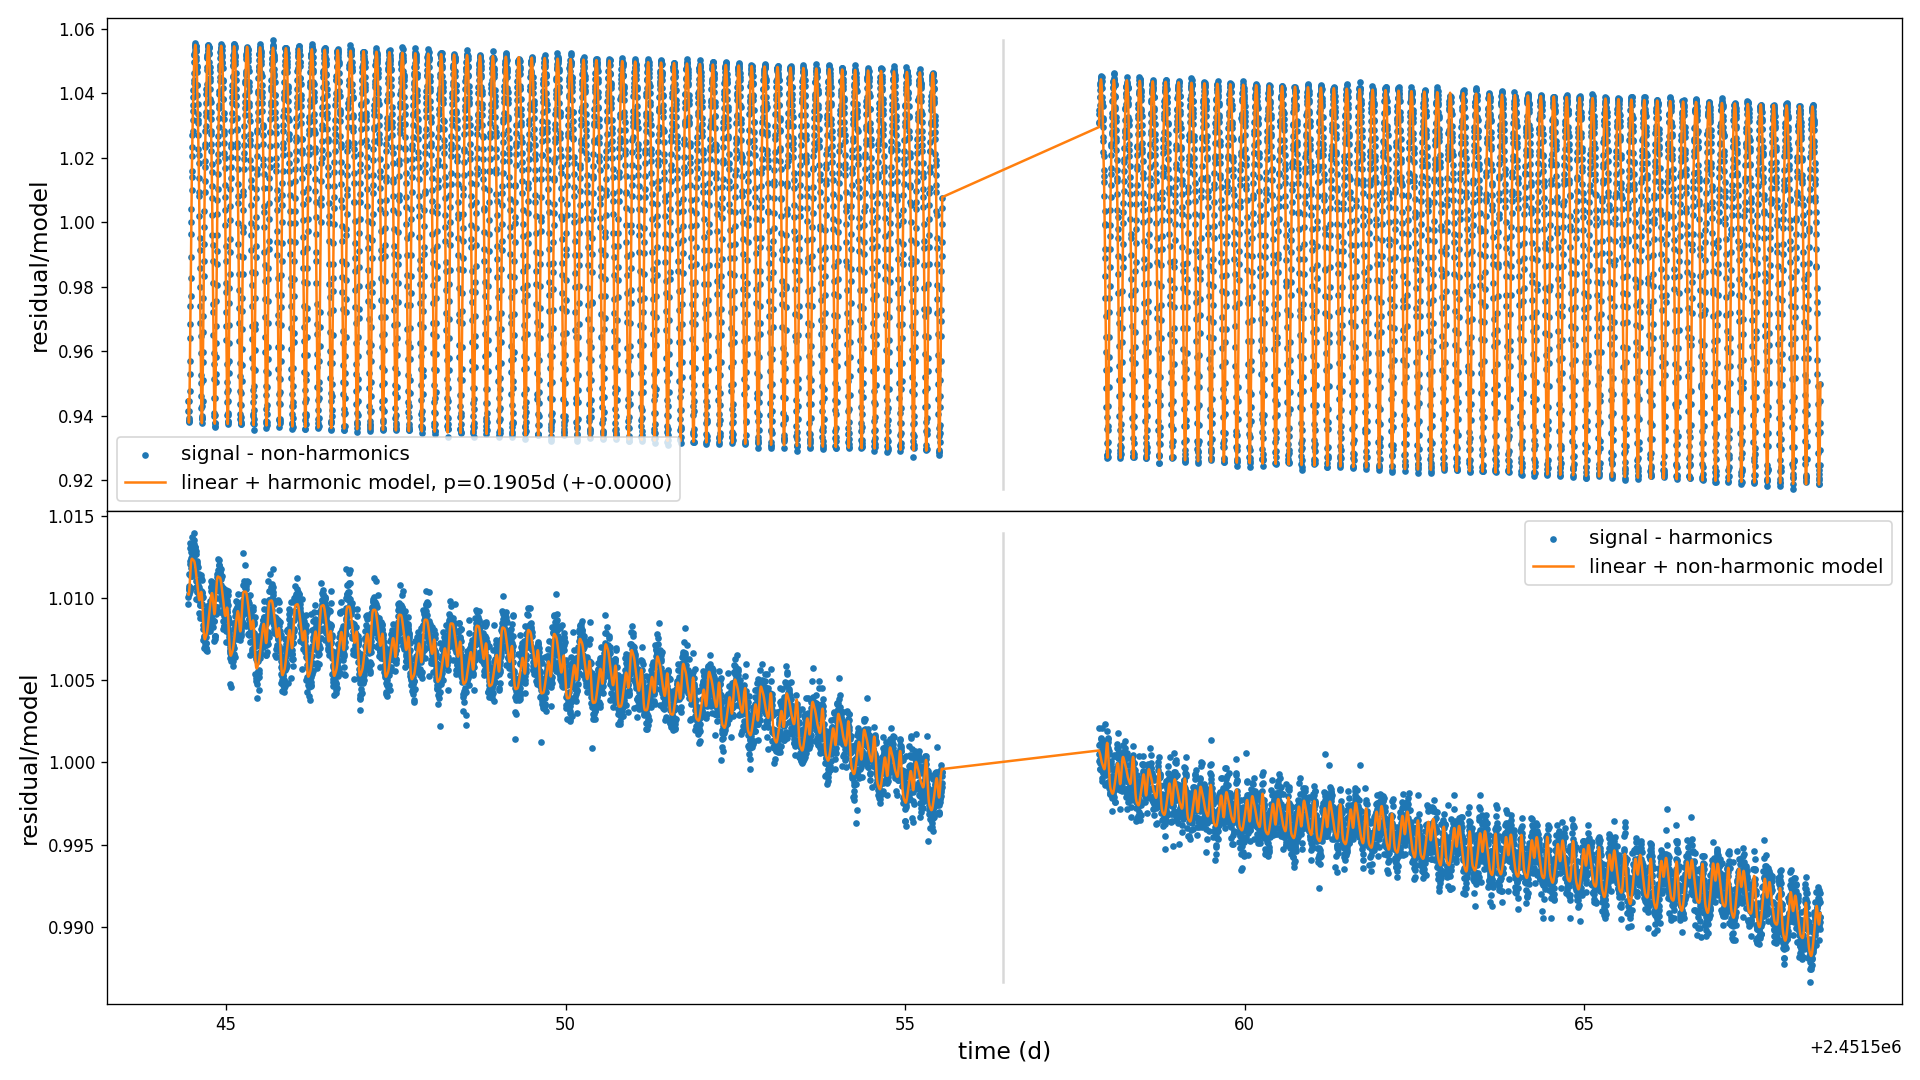 1.06
1.04
1.02
1.00
0.98
0.96
0.94
0.92
residual/model
signal - non-harmonics
linear + harmonic model, p=0.1905d (+-0.0000)
1.015
1.010
1.005
1.000
0.995
0.990
residual/model
signal - harmonics
linear + non-harmonic model
45
50
55
60
65
time (d)
+2.4515e6